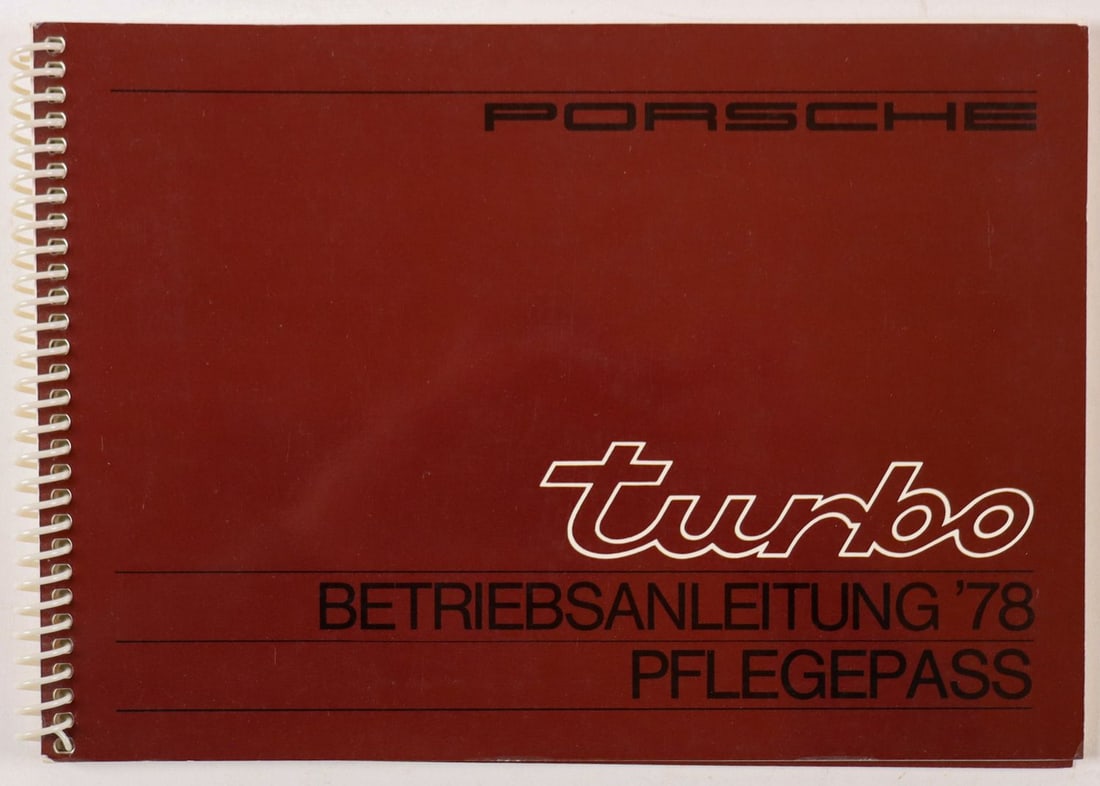 PORSCHE
turbo
BETRIEBSANLEITUNG '78
PFLEGEPASS